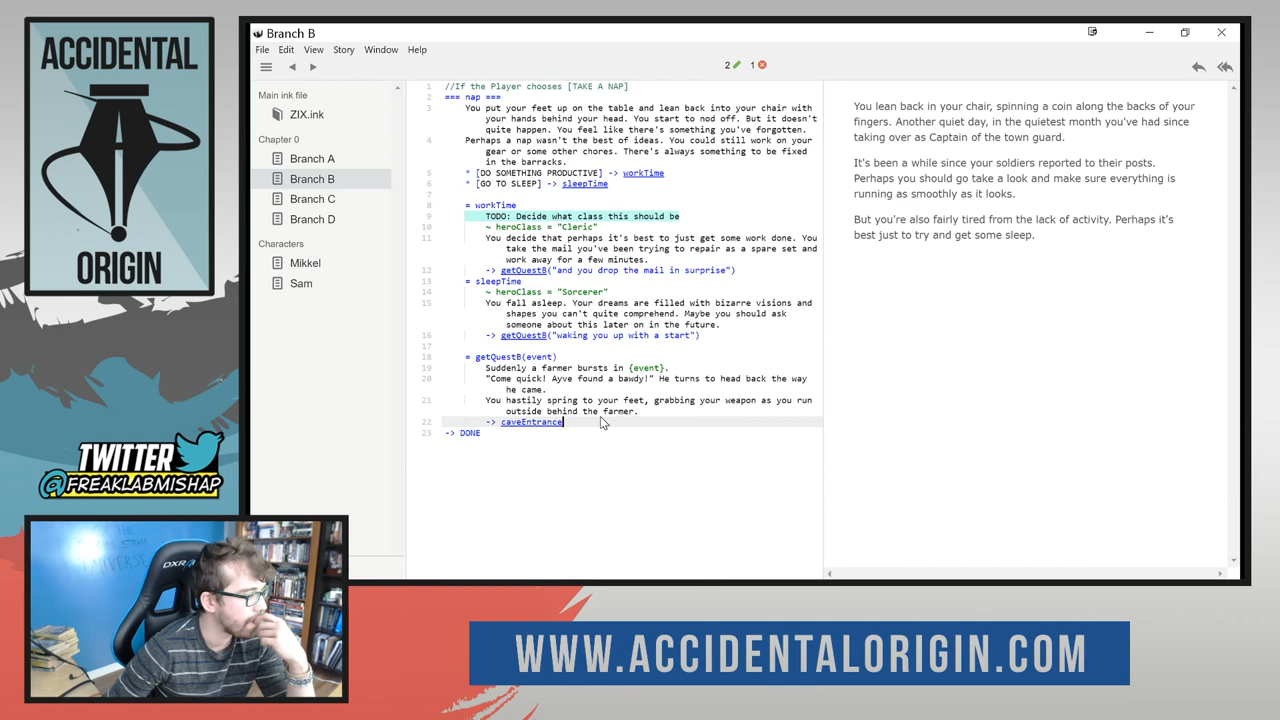 ACCIDENTAL
ORIGIN
TWITTER
@FREAKLABMISHAP
Branch B
File Edit View Story Window Help
2 1
Main ink file
ZIX.ink
Chapter 0
Branch A
Branch B
Branch C
Branch D
Characters
Mikkel
Sam
1 //If the Player chooses [TAKE A NAP]
2 === nap ===
3 You put your feet up on the table and lean back into your chair with
your hands behind your head. You start to nod off. But it doesn't
quite happen. You feel like there's something you've forgotten.
4 Perhaps a nap wasn't the best of ideas. You could still work on your
gear or some other chores. There's always something to be fixed
in the barracks.
5 * [DO SOMETHING PRODUCTIVE] -> workTime
6 * [GO TO SLEEP] -> sleepTime
7
8 = workTime
9 TODO: Decide what class this should be
10 ~ heroClass = "Cleric"
11 You decide that perhaps it's best to just get some work done. You
take the mail you've been trying to repair as a spare set and
work away for a few minutes.
12 -> getQuestB("and you drop the mail in surprise")
13 = sleepTime
14 ~ heroClass = "Sorcerer"
15 You fall asleep. Your dreams are filled with bizarre visions and
shapes you can't quite comprehend. Maybe you should ask
someone about this later on in the future.
16 -> getQuestB("waking you up with a start")
17
18 = getQuestB(event)
19 Suddenly a farmer bursts in {event}.
20 "Come quick! Ayve found a bawdy!" He turns to head back the way
he came.
21 You hastily spring to your feet, grabbing your weapon as you run
outside behind the farmer.
22 -> caveEntrance
23 -> DONE
You lean back in your chair, spinning a coin along the backs of your
fingers. Another quiet day, in the quietest month you've had since
taking over as Captain of the town guard.
It's been a while since your soldiers reported to their posts.
Perhaps you should go take a look and make sure everything is
running as smoothly as it looks.
But you're also fairly tired from the lack of activity. Perhaps it's
best just to try and get some sleep.
DXR
WWW.ACCIDENTALORIGIN.COM